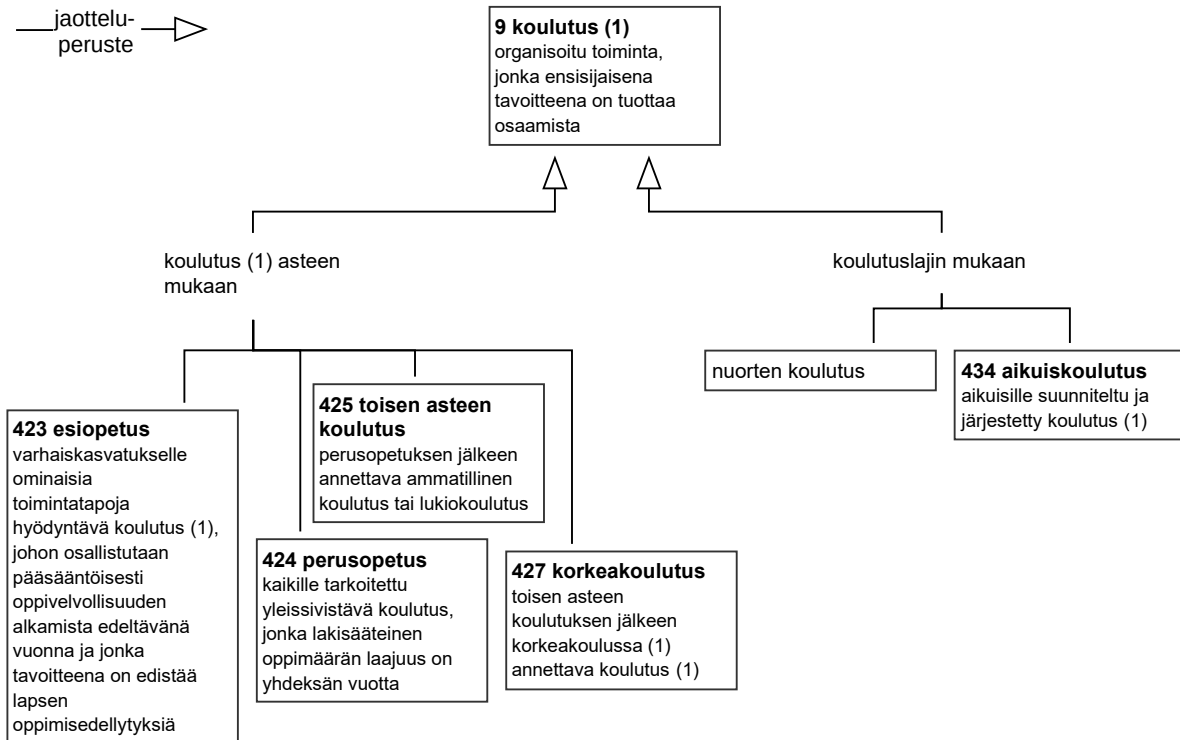 jaottelu-
peruste
9 koulutus (1)
organisoitu toiminta,
jonka ensisijaisena
tavoitteena on tuottaa
osaamista
koulutus (1) asteen
mukaan
koulutuslajin mukaan
423 esiopetus
varhaiskasvatukselle
ominaisia
toimintatapoja
hyödyntävä koulutus (1),
johon osallistutaan
pääsääntöisesti
oppivelvollisuuden
alkamista edeltävänä
vuonna ja jonka
tavoitteena on edistää
lapsen
oppimisedellytyksiä
424 perusopetus
kaikille tarkoitettu
yleissivistävä koulutus,
jonka lakisääteinen
oppimäärän laajuus on
yhdeksän vuotta
425 toisen asteen
koulutus
perusopetuksen jälkeen
annettava ammatillinen
koulutus tai lukiokoulutus
427 korkeakoulutus
toisen asteen
koulutuksen jälkeen
korkeakoulussa (1)
annettava koulutus (1)
nuorten koulutus
434 aikuiskoulutus
aikuisille suunniteltu ja
järjestetty koulutus (1)